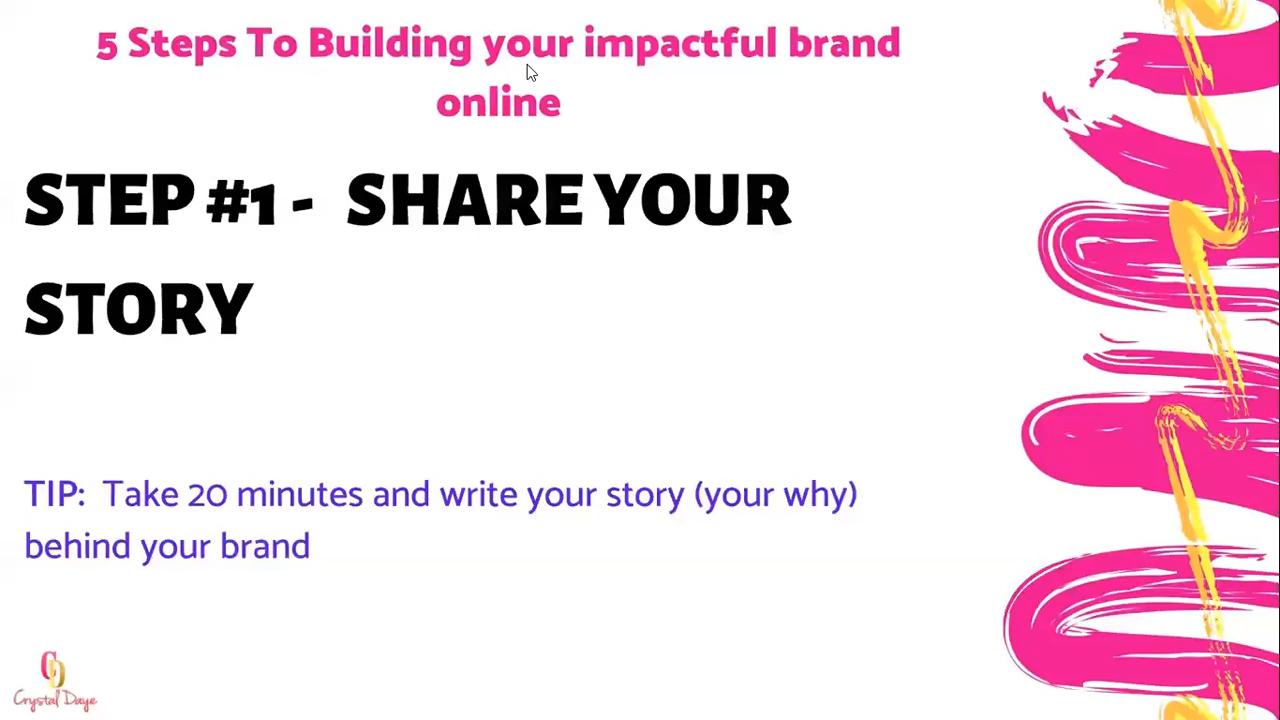 5 Steps To Building your impactful brand
online
STEP #1 - SHARE YOUR
STORY
TIP: Take 20 minutes and write your story (your why)
behind your brand
CD
Crystal Daye